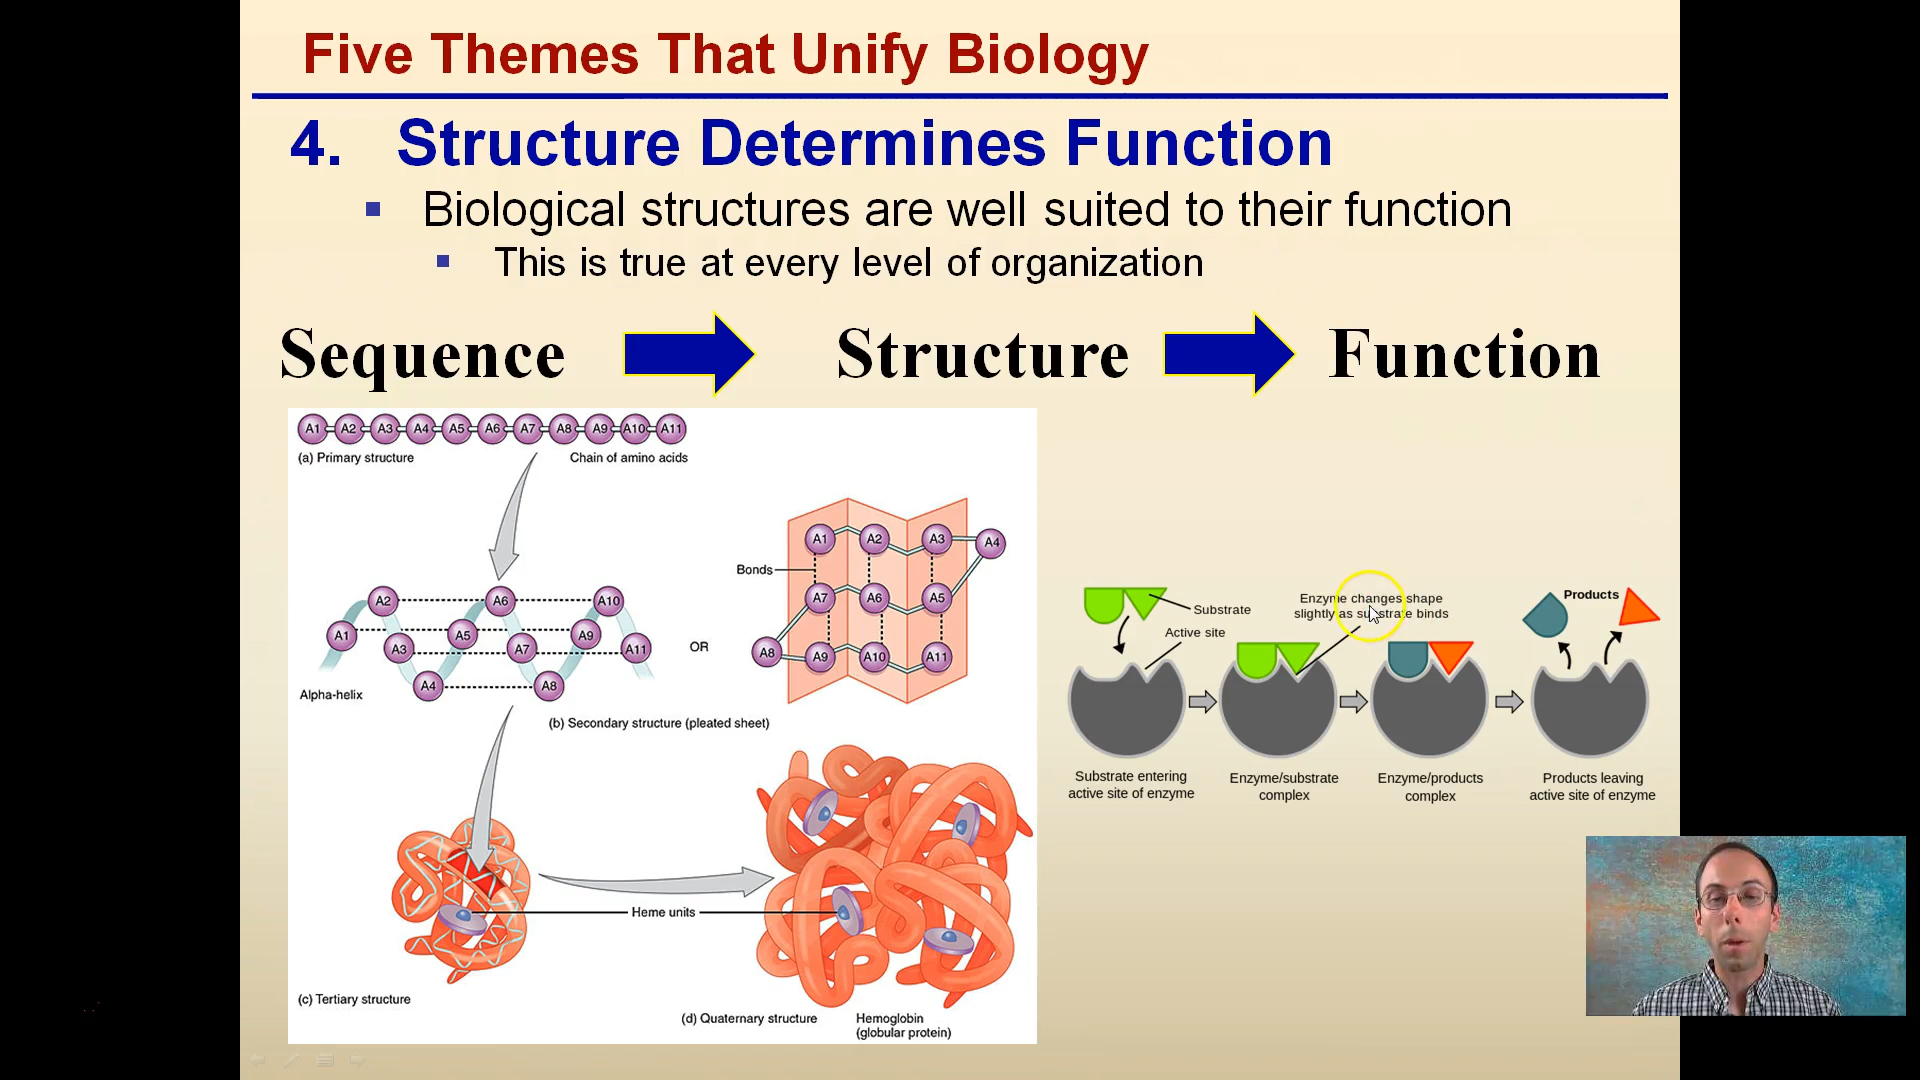 Five Themes That Unify Biology
4. Structure Determines Function
Biological structures are well suited to their function
This is true at every level of organization
Sequence Structure Function
A1 A2 A3 A4 A5 A6 A7 A8 A9 A10 A11
(a) Primary structure Chain of amino acids
A2 A6 A10
A1 A5 A9
A3 A7 A11
A4 A8
Alpha-helix
OR
Bonds
A1 A2 A3 A4
A7 A6 A5
A8 A9 A10 A11
(b) Secondary structure (pleated sheet)
Heme units
(c) Tertiary structure
(d) Quaternary structure
Hemoglobin
(globular protein)
Substrate
Active site
Enzyme changes shape
slightly as substrate binds
Products
Substrate entering
active site of enzyme
Enzyme/substrate
complex
Enzyme/products
complex
Products leaving
active site of enzyme